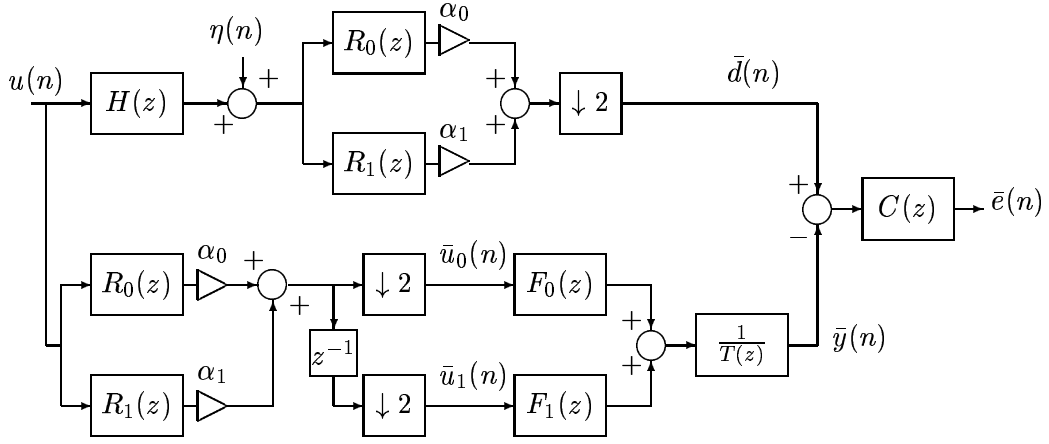 α₀
η(n)
R₀(z)
+
u(n)
+
d̄(n)
H(z)
↓ 2
+
α₁
+
R₁(z)
+
C(z)
ē(n)
−
α₀
ū₀(n)
+
R₀(z)
↓ 2
F₀(z)
+
+
z⁻¹
1/T(z)
ȳ(n)
+
α₁
ū₁(n)
R₁(z)
↓ 2
F₁(z)